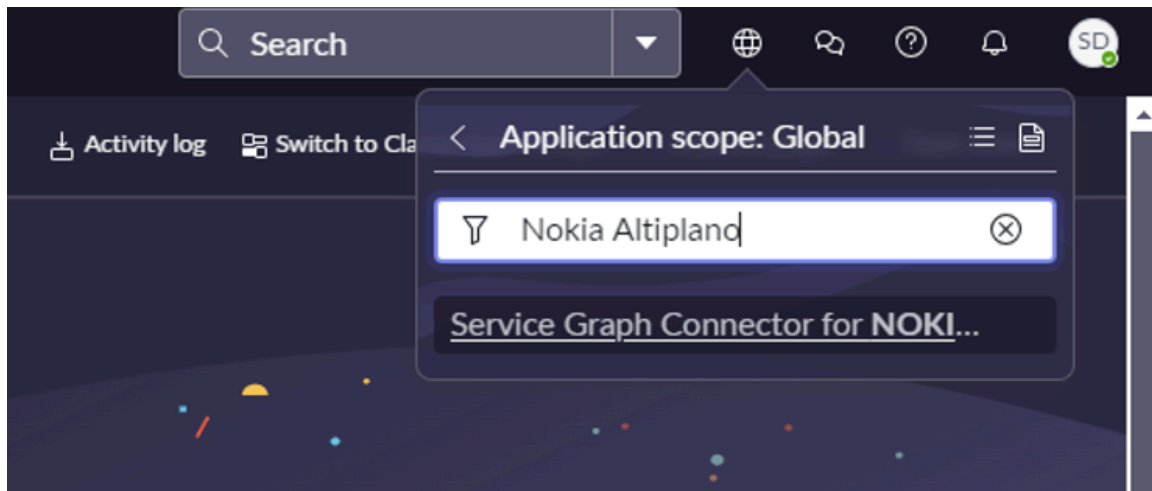 Search
SD
Activity log
Switch to Cla
Application scope: Global
Nokia Altiplano
Service Graph Connector for NOKI...